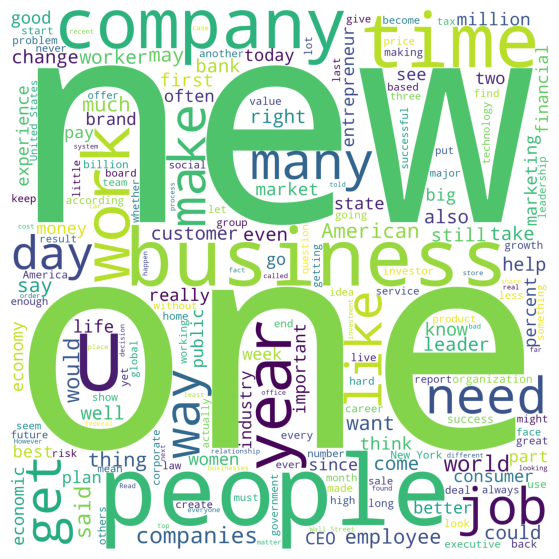 good
company
time
million
start
give
become
tax
case
recent
problem
never
not
price
making
change
worker
may
today
another
see
two
bank
last
based
three
find
offer
often
first
entrepreneur
new
experience
United States
much
brand
right
value
many
successful
technology
put
major
financial
marketing
leadership
pay
system
little
billion
board
team
social
market
make
work
keep
according
whether
process
let
told
big
state
also
going
group
cost
money
result
customer
even
American
still
take
day
happen
America
question
growth
order
business
go
fact
called
getting
investor
store
help
say
really
enough
without
idea
service
less
real
share
percent
economy
life
home
working
public
end
like
product
bad
something
far
one
u
would
yet
decision
place
global
week
live
know
leader
year
way
important
industry
hard
report
organization
need
well
show
least
actually
office
investment
career
success
might
seem
future
federal
However
every
want
face
great
best
risk
corporate
women
law
relationship
ever
since
think
number
New York
different
looking
thing
mean
next
businesses
come
world
part
get
economic
plan
said
others
Read
create
everyone
must
government
people
month
made
high
sale
found
deal
always
better
consumer
use
job
top
companies
CEO
employee
Wall Street
matter
look
could
executive
back